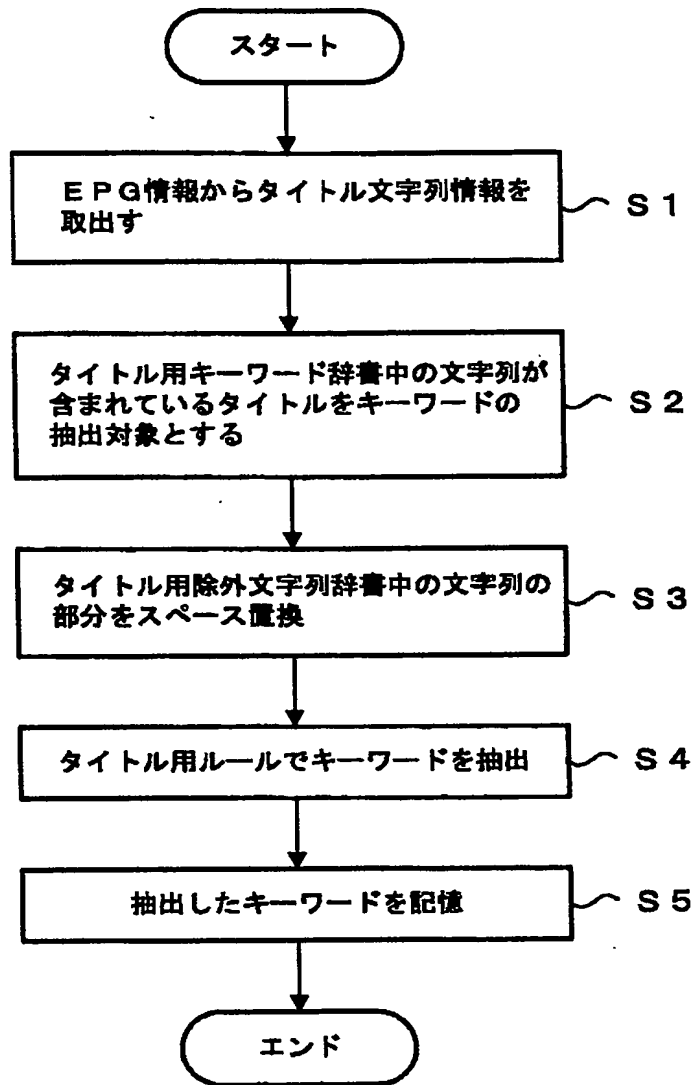 スタート
EPG情報からタイトル文字列情報を
取出す
S1
タイトル用キーワード辞書中の文字列が
含まれているタイトルをキーワードの
抽出対象とする
S2
タイトル用除外文字列辞書中の文字列の
部分をスペース置換
S3
タイトル用ルールでキーワードを抽出
S4
抽出したキーワードを記憶
S5
エンド